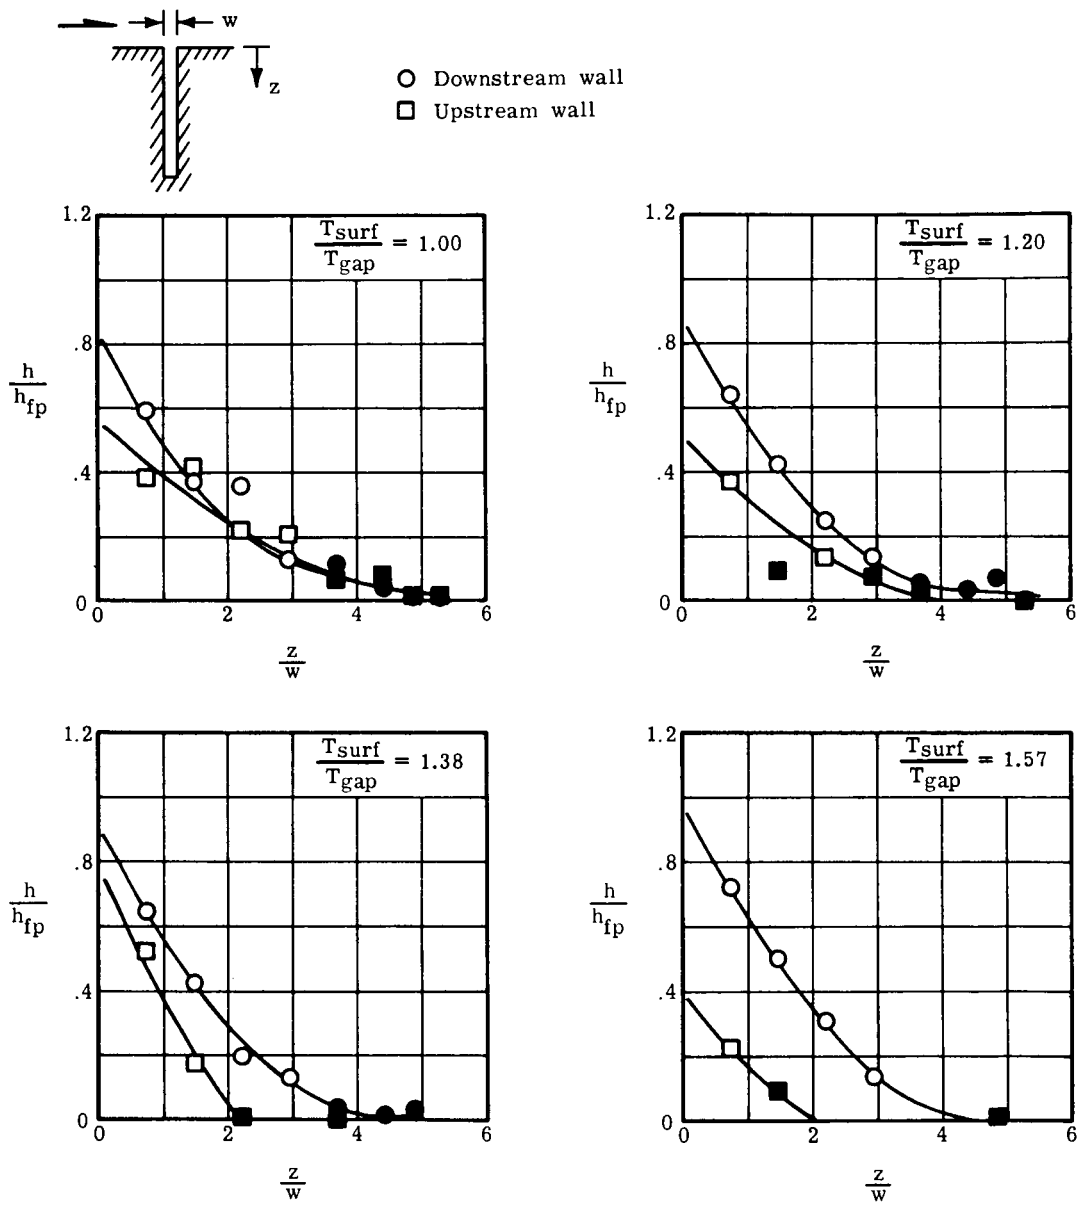 w
z
Downstream wall
Upstream wall
1.2
.8
.4
0
h
h_fp
T_surf
T_gap
= 1.00
0 2 4 6
z
w
1.2
.8
.4
0
h
h_fp
T_surf
T_gap
= 1.20
0 2 4 6
z
w
1.2
.8
.4
0
h
h_fp
T_surf
T_gap
= 1.38
0 2 4 6
z
w
1.2
.8
.4
0
h
h_fp
T_surf
T_gap
= 1.57
0 2 4 6
z
w